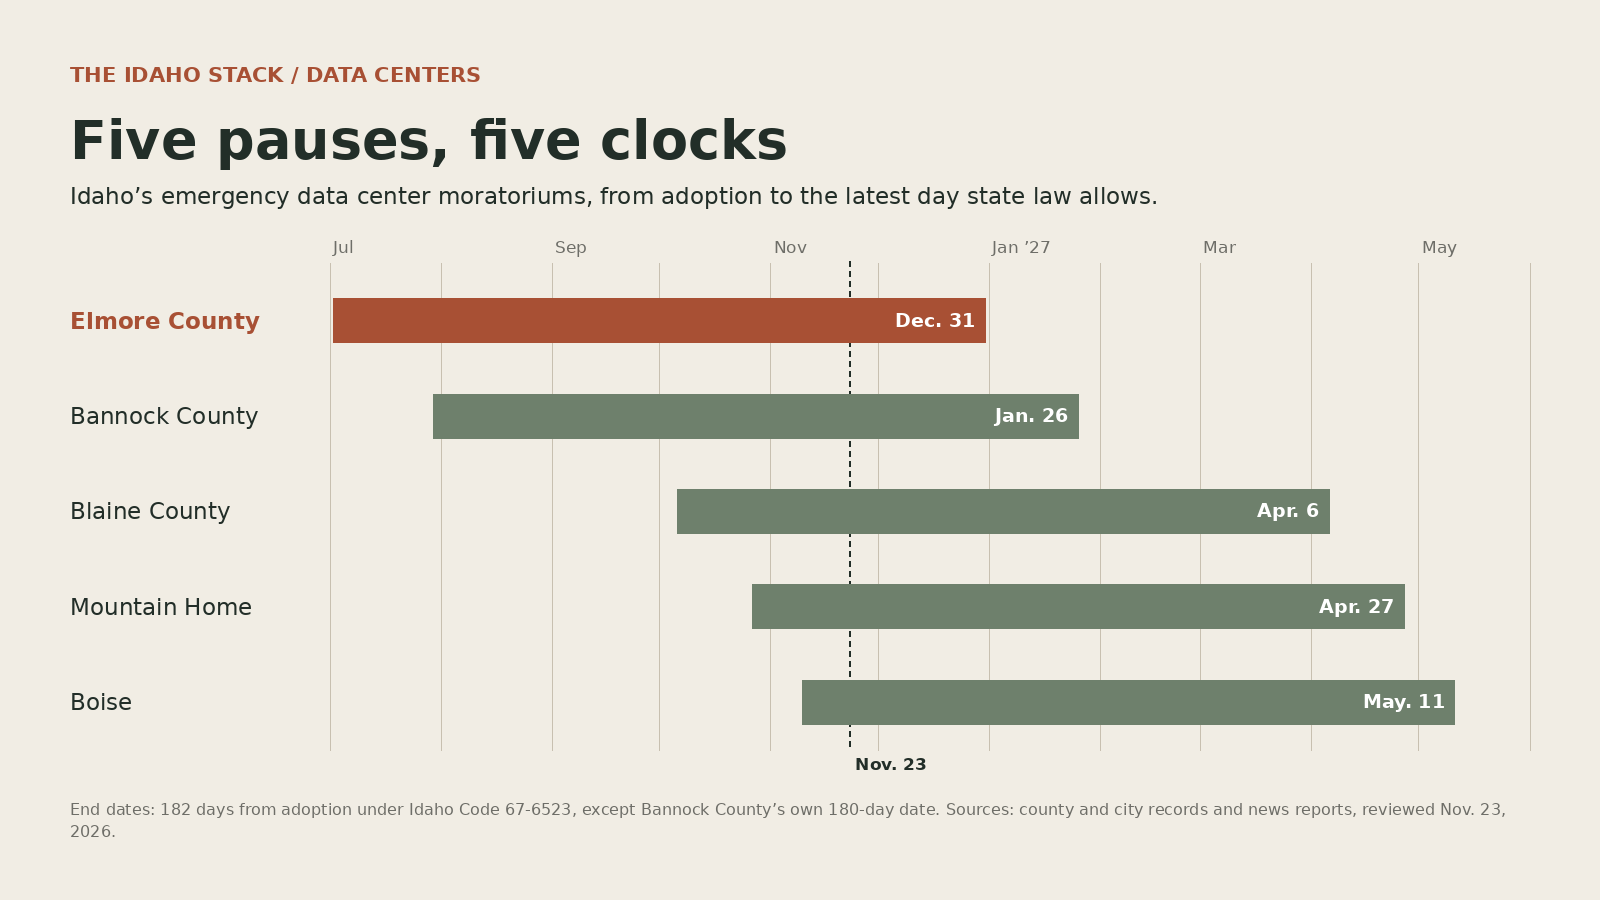 THE IDAHO STACK / DATA CENTERS
Five pauses, five clocks
Idaho’s emergency data center moratoriums, from adoption to the latest day state law allows.
Jul Sep Nov Jan ’27 Mar May
Elmore County Dec. 31
Bannock County Jan. 26
Blaine County Apr. 6
Mountain Home Apr. 27
Boise May. 11
Nov. 23
End dates: 182 days from adoption under Idaho Code 67-6523, except Bannock County’s own 180-day date. Sources: county and city records and news reports, reviewed Nov. 23,
2026.